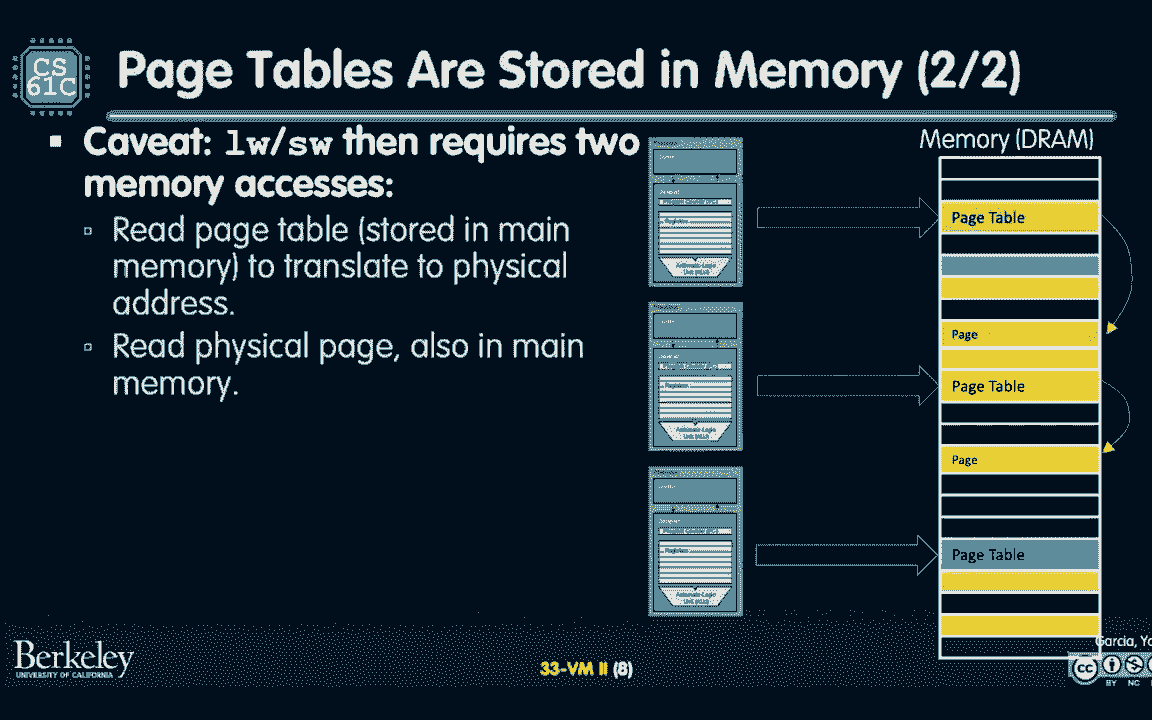 CS
61C
Page Tables Are Stored in Memory (2/2)
▪ Caveat: lw/sw then requires two
memory accesses:
▫ Read page table (stored in main
memory) to translate to physical
address.
▫ Read physical page, also in main
memory.
Memory (DRAM)
Page Table
Page
Page Table
Page
Page Table
Berkeley
UNIVERSITY OF CALIFORNIA
33-VM II (8)
Garcia,
cc
BY NC